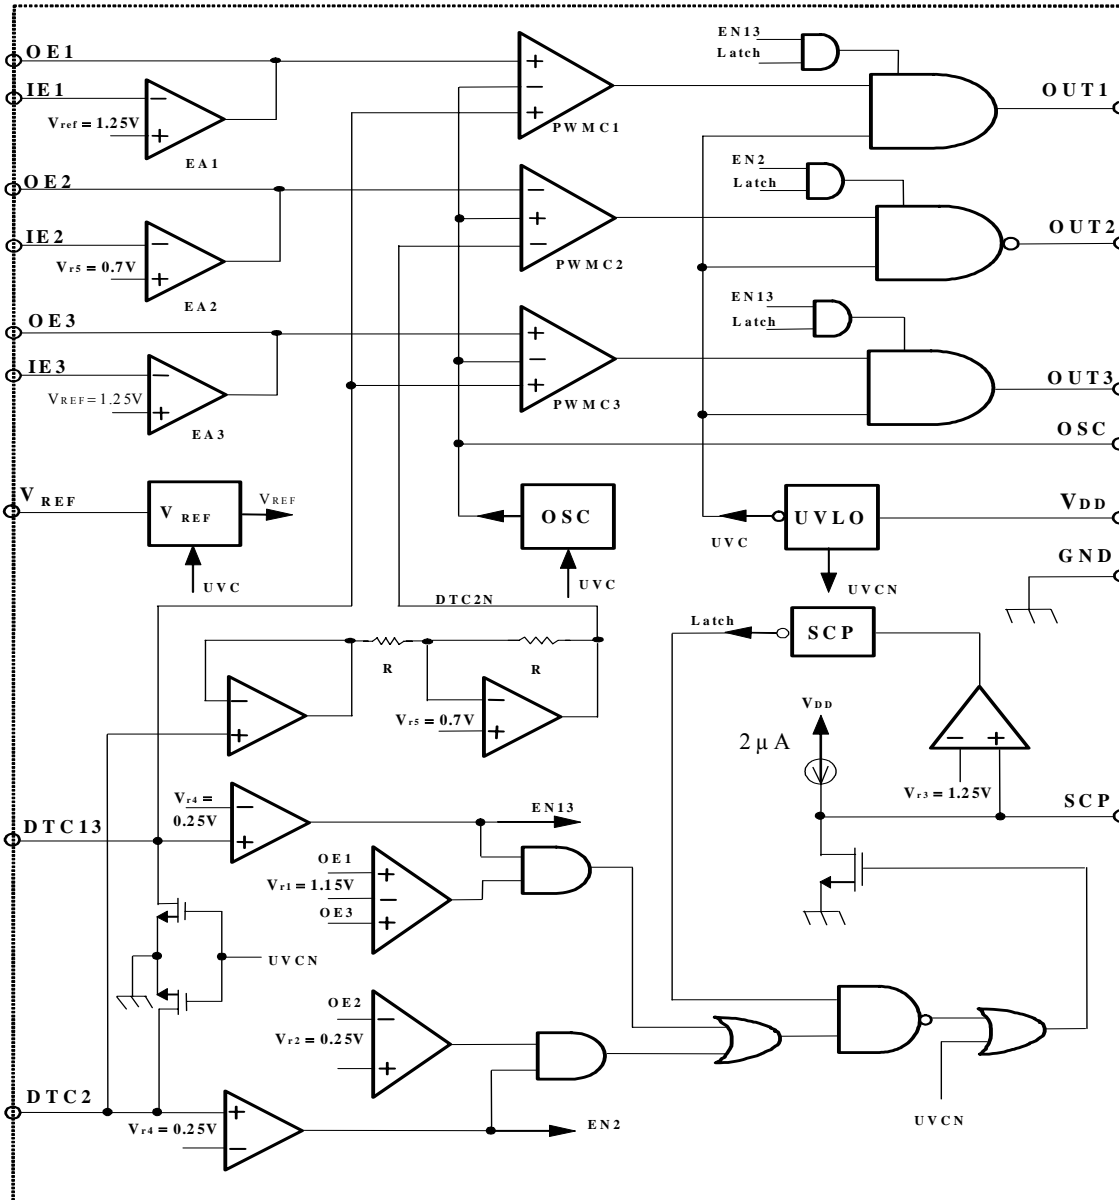 EN13
Latch
OE1
IE1
Vref = 1.25V
EA1
PWMC1
OUT1
EN2
Latch
OE2
IE2
Vr5 = 0.7V
EA2
PWMC2
OUT2
EN13
Latch
OE3
IE3
VREF = 1.25V
EA3
PWMC3
OUT3
OSC
VREF
VREF
VREF
UVC
OSC
UVC
UVLO
UVC
UVCN
VDD
GND
DTC2N
R
R
Vr5 = 0.7V
Latch
SCP
VDD
2 μA
Vr3 = 1.25V
SCP
Vr4 =
0.25V
EN13
DTC13
OE1
Vr1 = 1.15V
OE3
UVCN
OE2
Vr2 = 0.25V
DTC2
Vr4 = 0.25V
EN2
UVCN